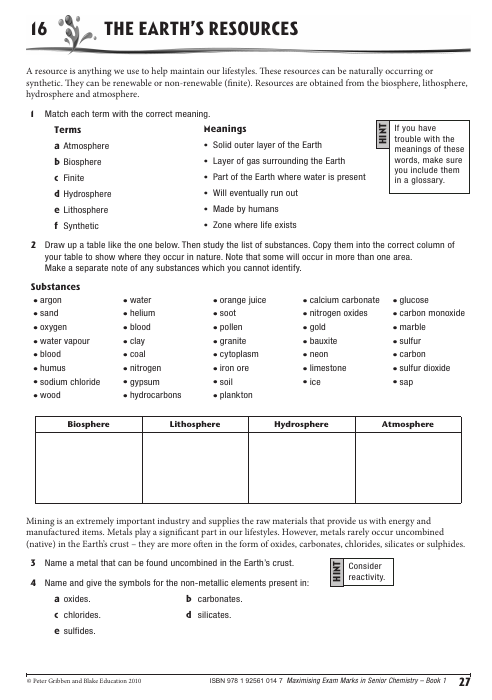 16 THE EARTH'S RESOURCES
A resource is anything we use to help maintain our lifestyles. These resources can be naturally occurring or
synthetic. They can be renewable or non-renewable (finite). Resources are obtained from the biosphere, lithosphere,
hydrosphere and atmosphere.
1 Match each term with the correct meaning.
Terms Meanings
a Atmosphere • Solid outer layer of the Earth
b Biosphere • Layer of gas surrounding the Earth
c Finite • Part of the Earth where water is present
d Hydrosphere • Will eventually run out
e Lithosphere • Made by humans
f Synthetic • Zone where life exists
HINT
If you have
trouble with the
meanings of these
words, make sure
you include them
in a glossary.
2 Draw up a table like the one below. Then study the list of substances. Copy them into the correct column of
your table to show where they occur in nature. Note that some will occur in more than one area.
Make a separate note of any substances which you cannot identify.
Substances
• argon • water • orange juice • calcium carbonate • glucose
• sand • helium • soot • nitrogen oxides • carbon monoxide
• oxygen • blood • pollen • gold • marble
• water vapour • clay • granite • bauxite • sulfur
• blood • coal • cytoplasm • neon • carbon
• humus • nitrogen • iron ore • limestone • sulfur dioxide
• sodium chloride • gypsum • soil • ice • sap
• wood • hydrocarbons • plankton
Biosphere Lithosphere Hydrosphere Atmosphere
Mining is an extremely important industry and supplies the raw materials that provide us with energy and
manufactured items. Metals play a significant part in our lifestyles. However, metals rarely occur uncombined
(native) in the Earth's crust – they are more often in the form of oxides, carbonates, chlorides, silicates or sulphides.
3 Name a metal that can be found uncombined in the Earth's crust.
4 Name and give the symbols for the non-metallic elements present in:
a oxides. b carbonates.
c chlorides. d silicates.
e sulfides.
HINT
Consider
reactivity.
© Peter Gribben and Blake Education 2010 ISBN 978 1 92561 014 7 Maximising Exam Marks in Senior Chemistry – Book 1 27